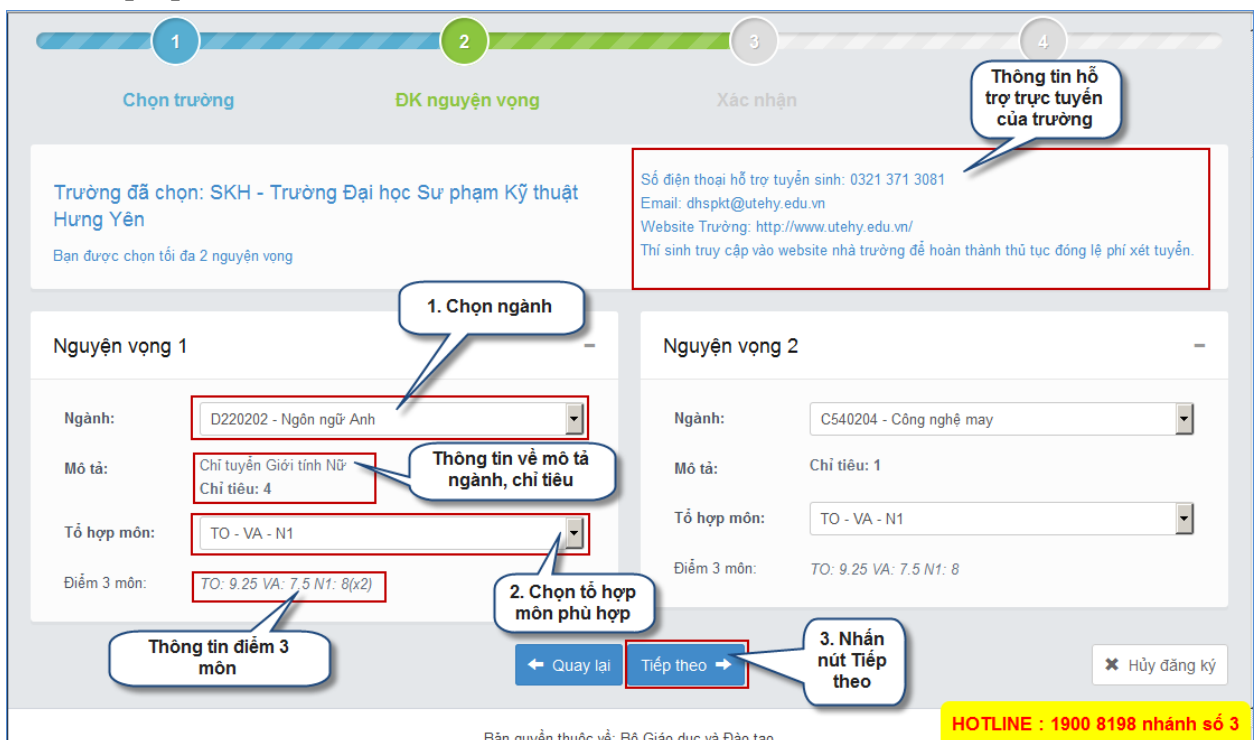 1
2
3
4
Chọn trường
ĐK nguyện vọng
Xác nhận
Thông tin hỗ
trợ trực tuyến
của trường
Trường đã chọn: SKH - Trường Đại học Sư phạm Kỹ thuật
Hưng Yên
Bạn được chọn tối đa 2 nguyện vọng
Số điện thoại hỗ trợ tuyển sinh: 0321 371 3081
Email: dhspkt@utehy.edu.vn
Website Trường: http://www.utehy.edu.vn/
Thí sinh truy cập vào website nhà trường để hoàn thành thủ tục đóng lệ phí xét tuyển.
1. Chọn ngành
Nguyện vọng 1
Ngành:
D220202 - Ngôn ngữ Anh
Mô tả:
Chỉ tuyển Giới tính Nữ
Chỉ tiêu: 4
Thông tin về mô tả
ngành, chỉ tiêu
Tổ hợp môn:
TO - VA - N1
Điểm 3 môn:
TO: 9.25 VA: 7.5 N1: 8(x2)
2. Chọn tổ hợp
môn phù hợp
Thông tin điểm 3
môn
Nguyện vọng 2
Ngành:
C540204 - Công nghệ may
Mô tả:
Chỉ tiêu: 1
Tổ hợp môn:
TO - VA - N1
Điểm 3 môn:
TO: 9.25 VA: 7.5 N1: 8
Quay lại
Tiếp theo
3. Nhấn
nút Tiếp
theo
Hủy đăng ký
HOTLINE : 1900 8198 nhánh số 3
Bản quyền thuộc về: Bộ Giáo dục và Đào tạo